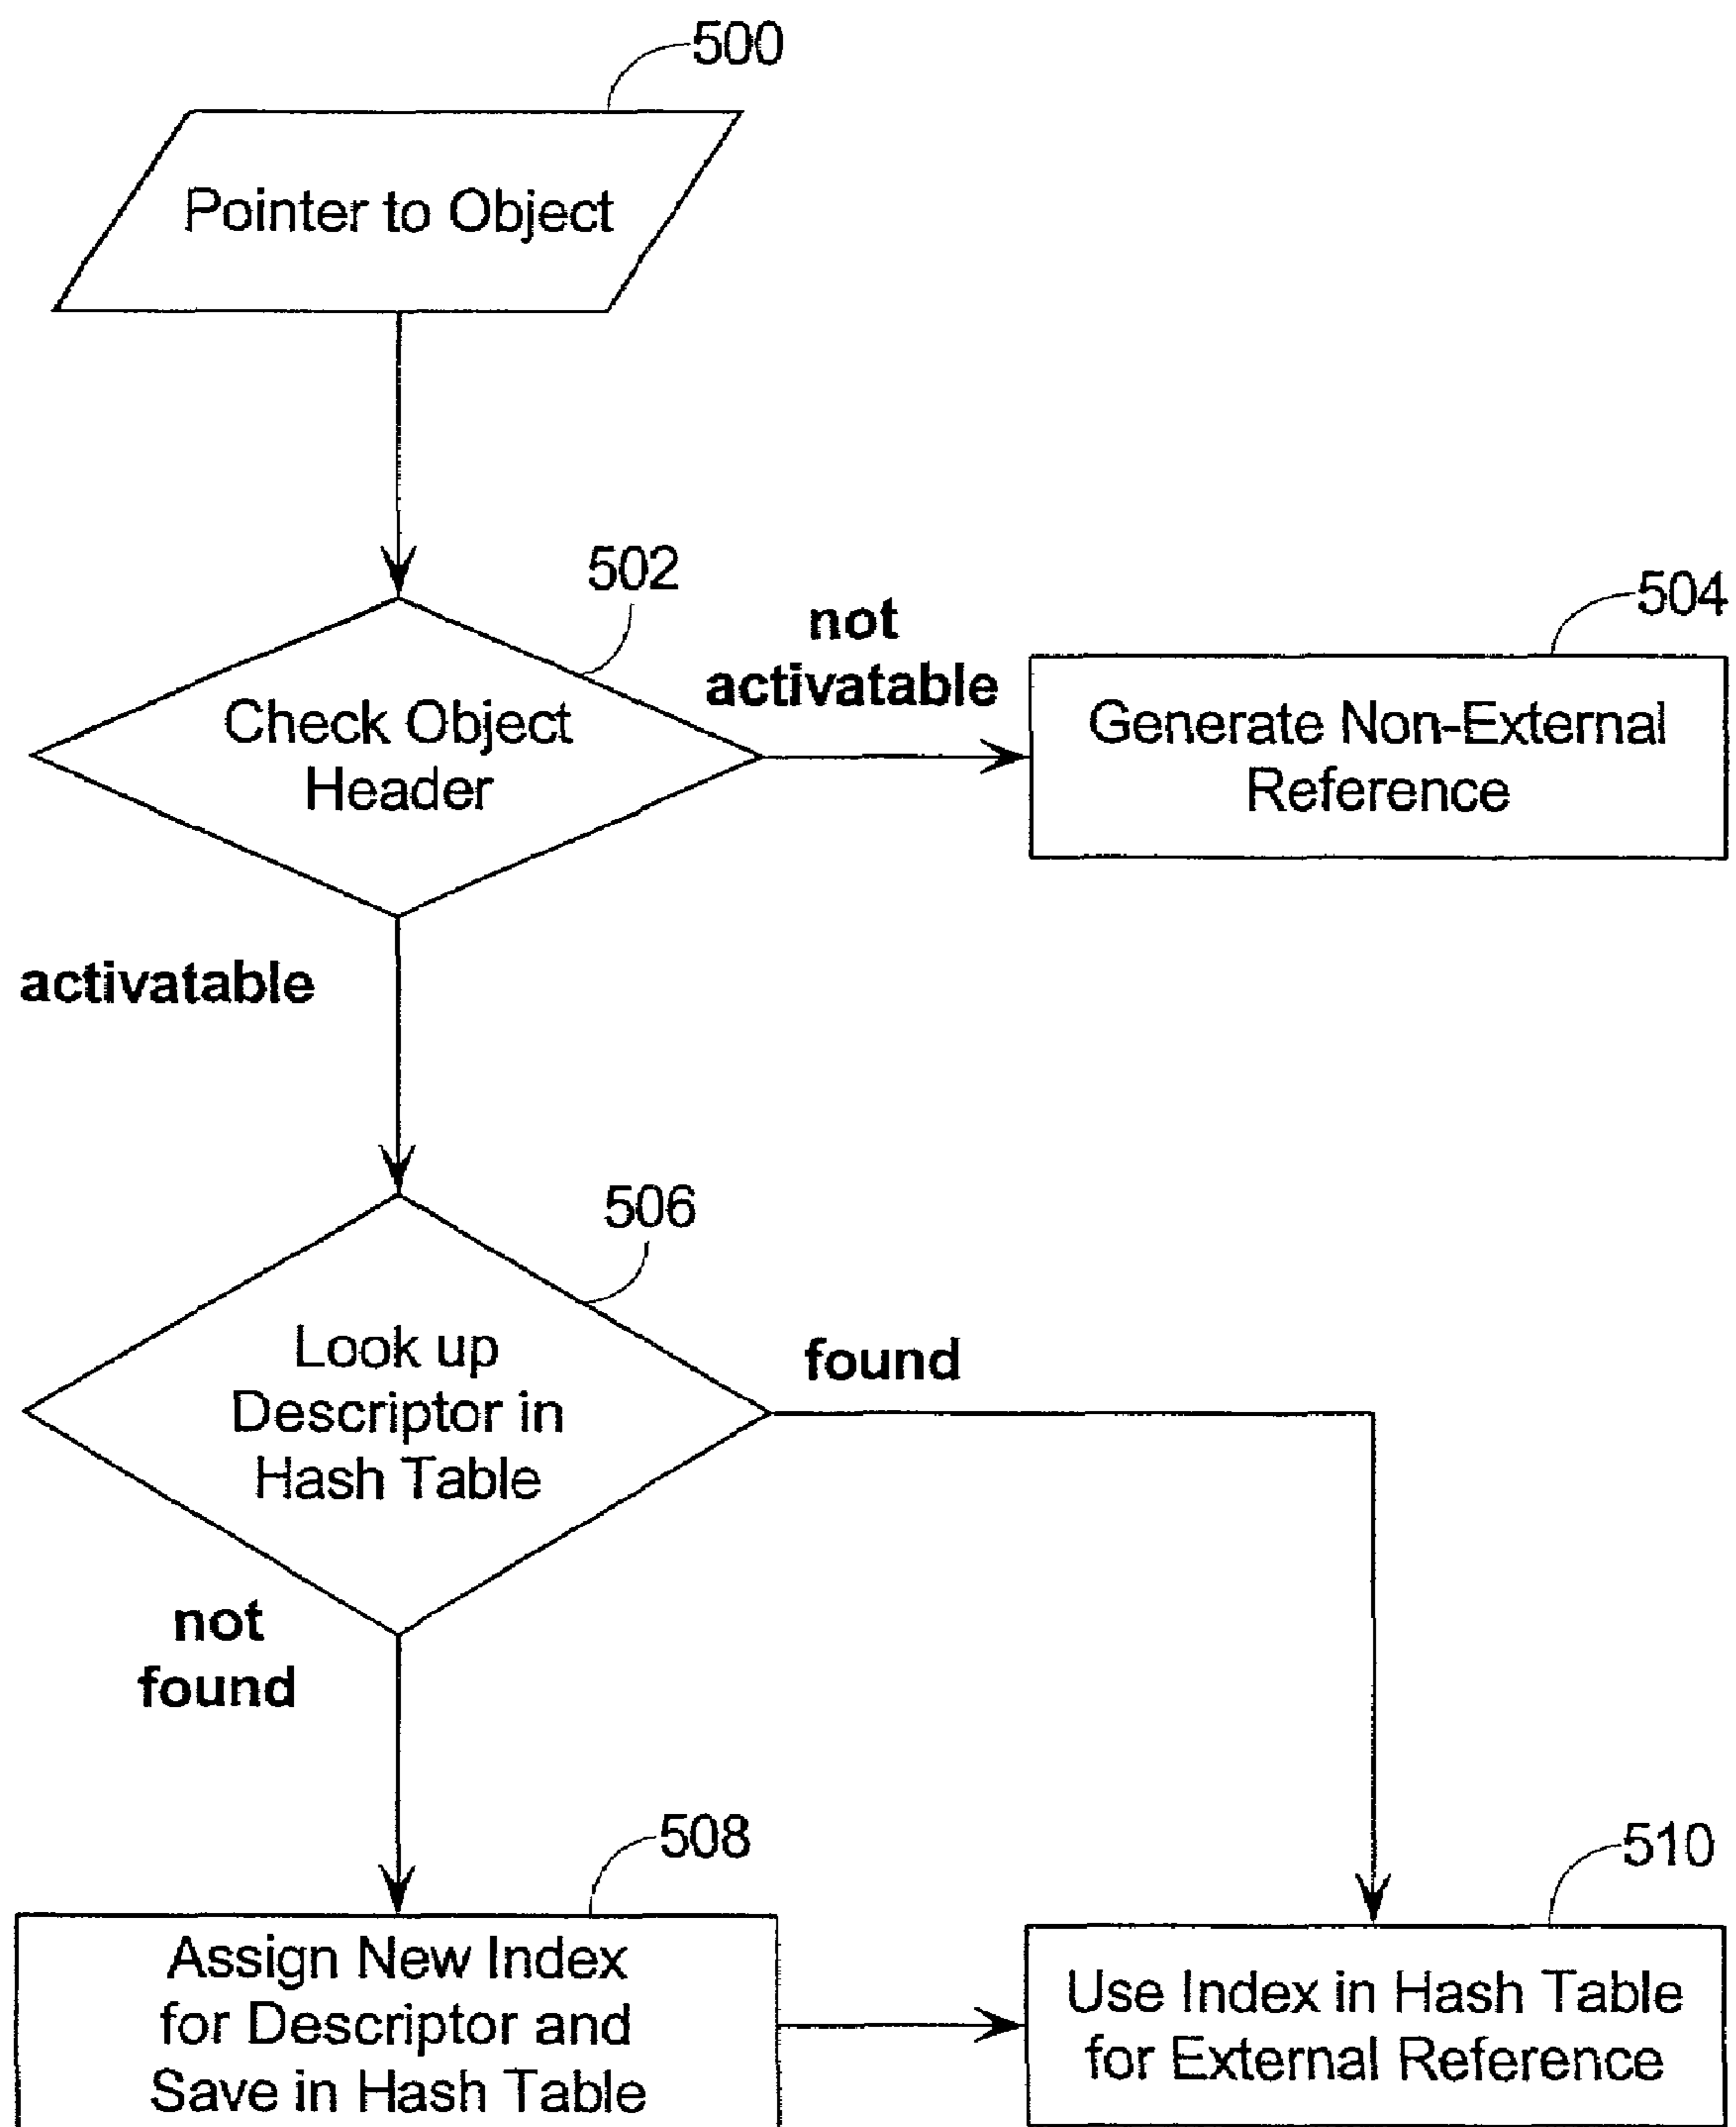 500
Pointer to Object
502
not
activatable
504
Check Object
Header
Generate Non-External
Reference
activatable
506
Look up
Descriptor in
Hash Table
found
not
found
508
510
Assign New Index
for Descriptor and
Save in Hash Table
Use Index in Hash Table
for External Reference